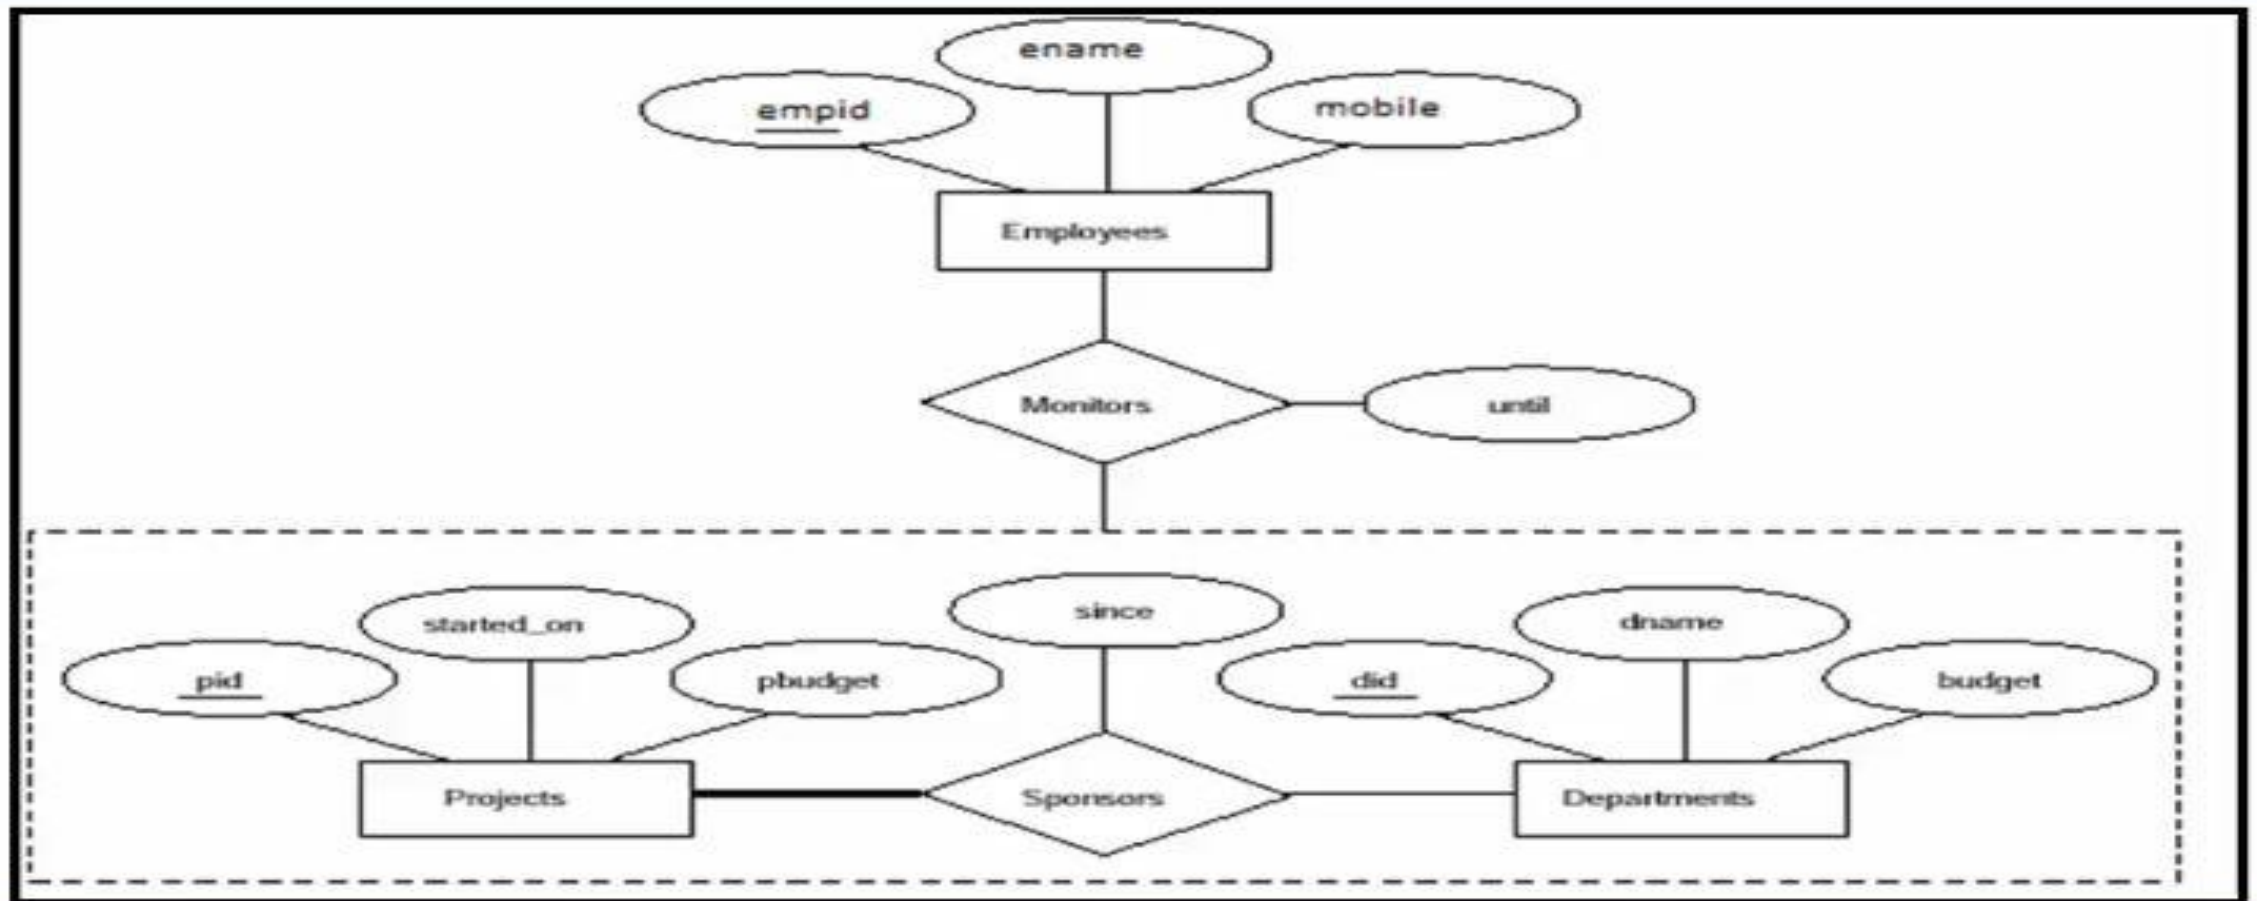 ename
empid
mobile
Employees
Monitors
until
since
started_on
dname
pid
pbudget
did
budget
Projects
Sponsors
Departments